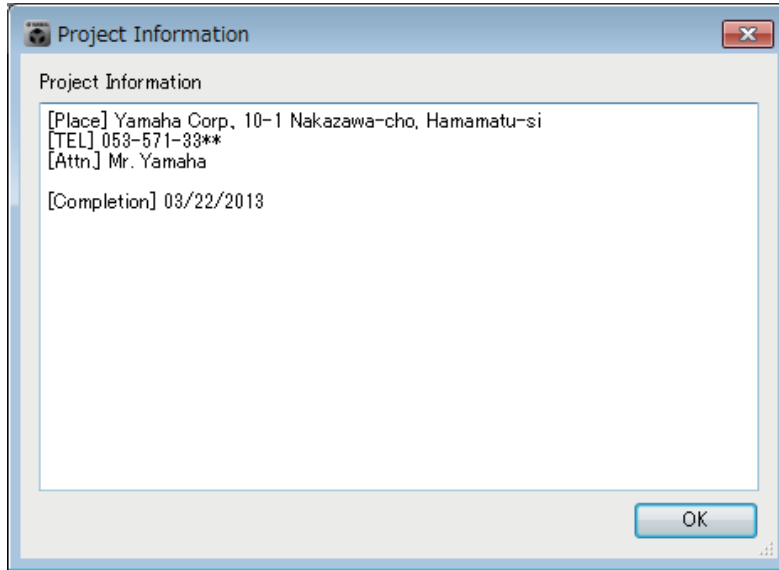 Project Information
Project Information
[Place] Yamaha Corp, 10-1 Nakazawa-cho, Hamamatu-si
[TEL] 053-571-33**
[Attn.] Mr. Yamaha
[Completion] 03/22/2013
OK